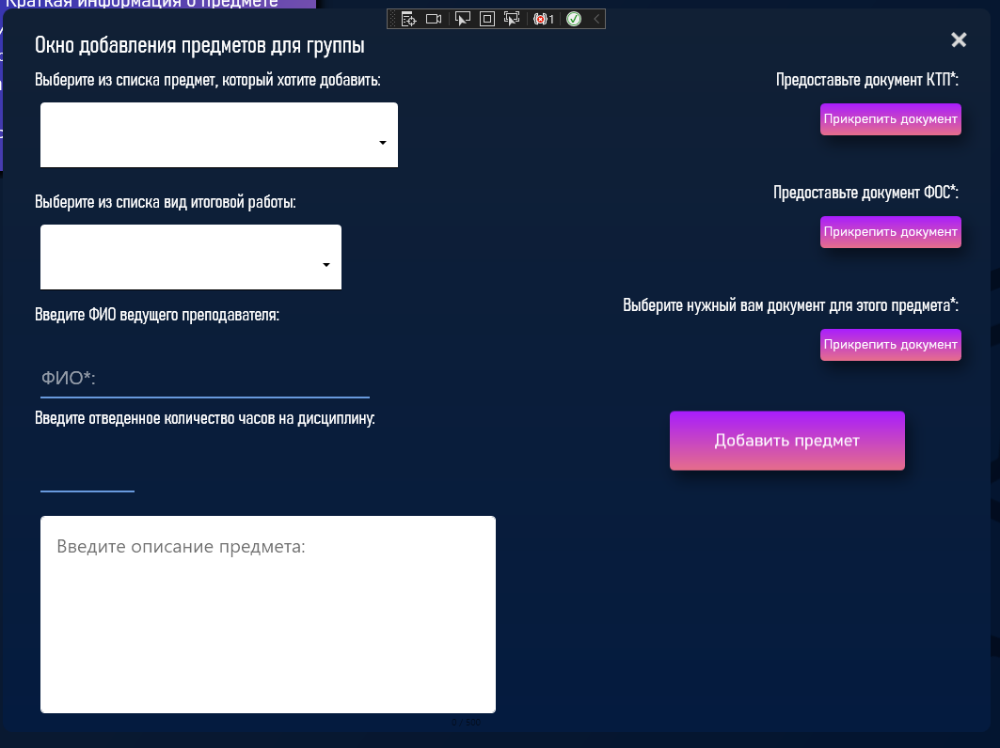 Краткая информация о предмете
1
Окно добавления предметов для группы
Выберите из списка предмет, который хотите добавить:
Выберите из списка вид итоговой работы:
Введите ФИО ведущего преподавателя:
ФИО*:
Введите отведенное количество часов на дисциплину:
Введите описание предмета:
0 / 500
Предоставьте документ КТП*:
Прикрепить документ
Предоставьте документ ФОС*:
Прикрепить документ
Выберите нужный вам документ для этого предмета*:
Прикрепить документ
Добавить предмет